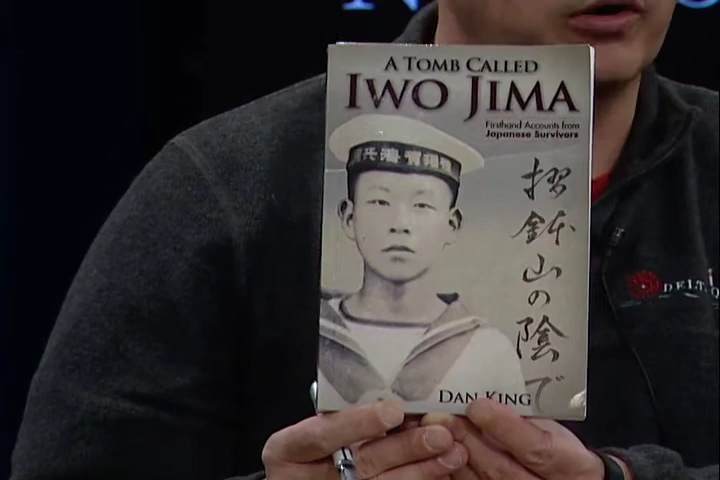 A TOMB CALLED
IWO JIMA
Firsthand Accounts from
Japanese Survivors
摺鉢山の陰で
DAN KING